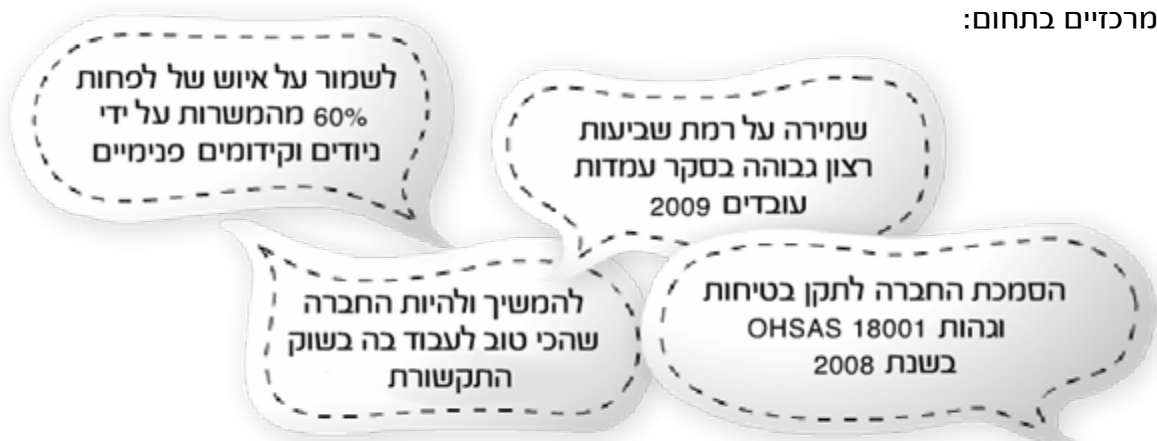 מרכזיים בתחום:
לשמור על איוש של לפחות
60% מהמשרות על ידי
ניודים וקידומים פנימיים
שמירה על רמת שביעות
רצון גבוהה בסקר עמדות
עובדים 2009
להמשיך ולהיות החברה
שהכי טוב לעבוד בה בשוק
התקשורת
הסמכת החברה לתקן בטיחות
וגהות OHSAS 18001
בשנת 2008